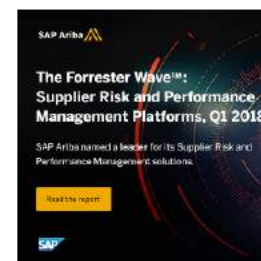 SAP Ariba
The Forrester Wave™:
Supplier Risk and Performance
Management Platforms, Q1 2018
SAP Ariba named a leader for its Supplier Risk and
Performance Management solutions.
Read the report
SAP